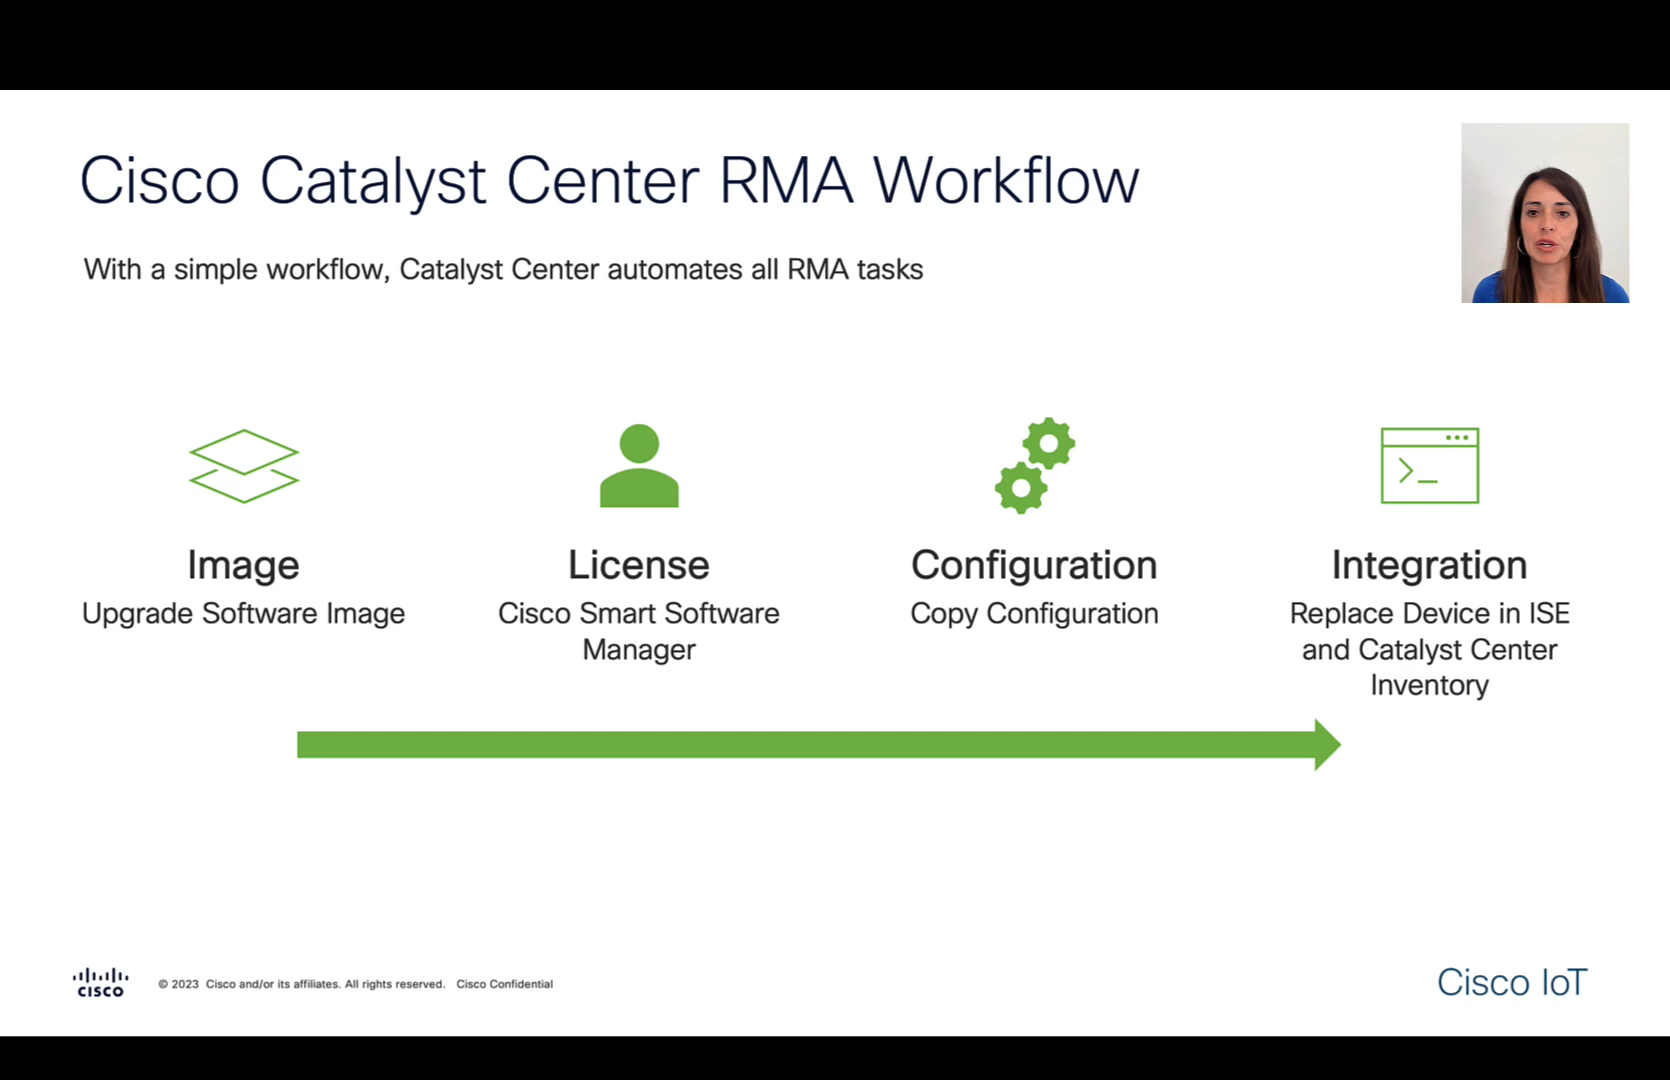 Cisco Catalyst Center RMA Workflow
With a simple workflow, Catalyst Center automates all RMA tasks
Image
Upgrade Software Image
License
Cisco Smart Software
Manager
Configuration
Copy Configuration
Integration
Replace Device in ISE
and Catalyst Center
Inventory
CISCO
© 2023 Cisco and/or its affiliates. All rights reserved. Cisco Confidential
Cisco IoT